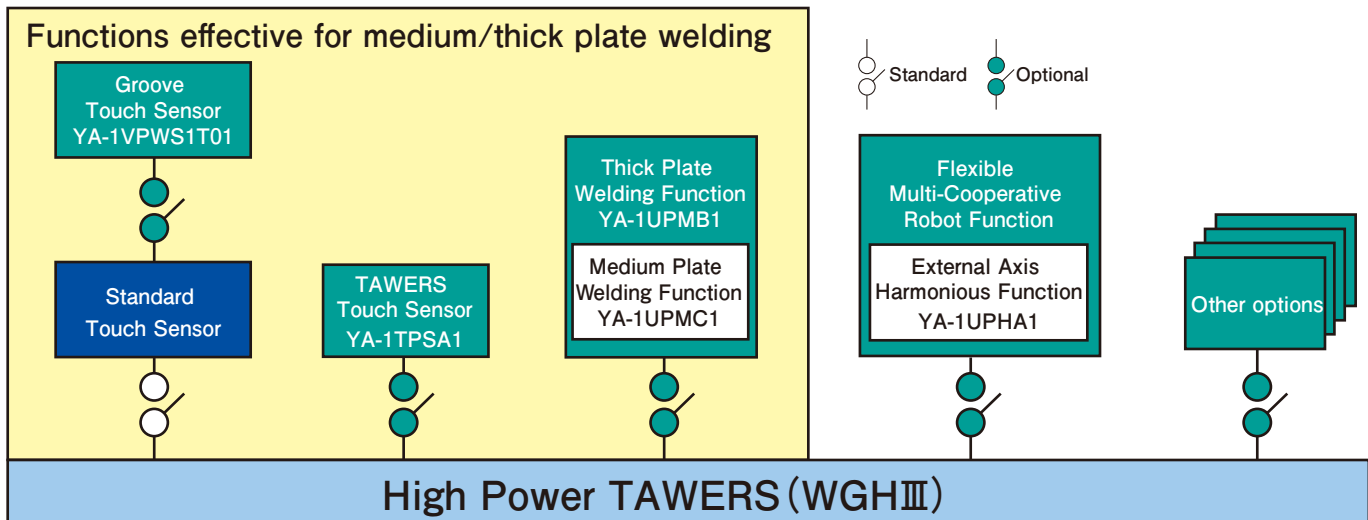 Functions effective for medium/thick plate welding
Groove
Touch Sensor
YA-1VPWS1T01
Standard
Touch Sensor
TAWERS
Touch Sensor
YA-1TPSA1
Thick Plate
Welding Function
YA-1UPMB1
Medium Plate
Welding Function
YA-1UPMC1
Standard
Optional
Flexible
Multi-Cooperative
Robot Function
External Axis
Harmonious Function
YA-1UPHA1
Other options
High Power TAWERS(WGHⅢ)